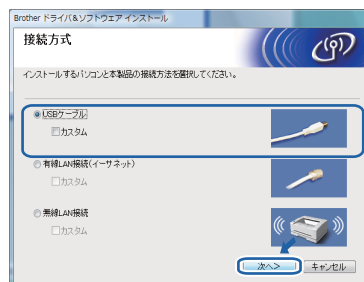 Brother ドライバ&ソフトウェア インストール
接続方式
インストールするパソコンと本製品の接続方法を選択してください。
USBケーブル
カスタム
有線LAN接続(イーサネット)
カスタム
無線LAN接続
カスタム
次へ>
キャンセル